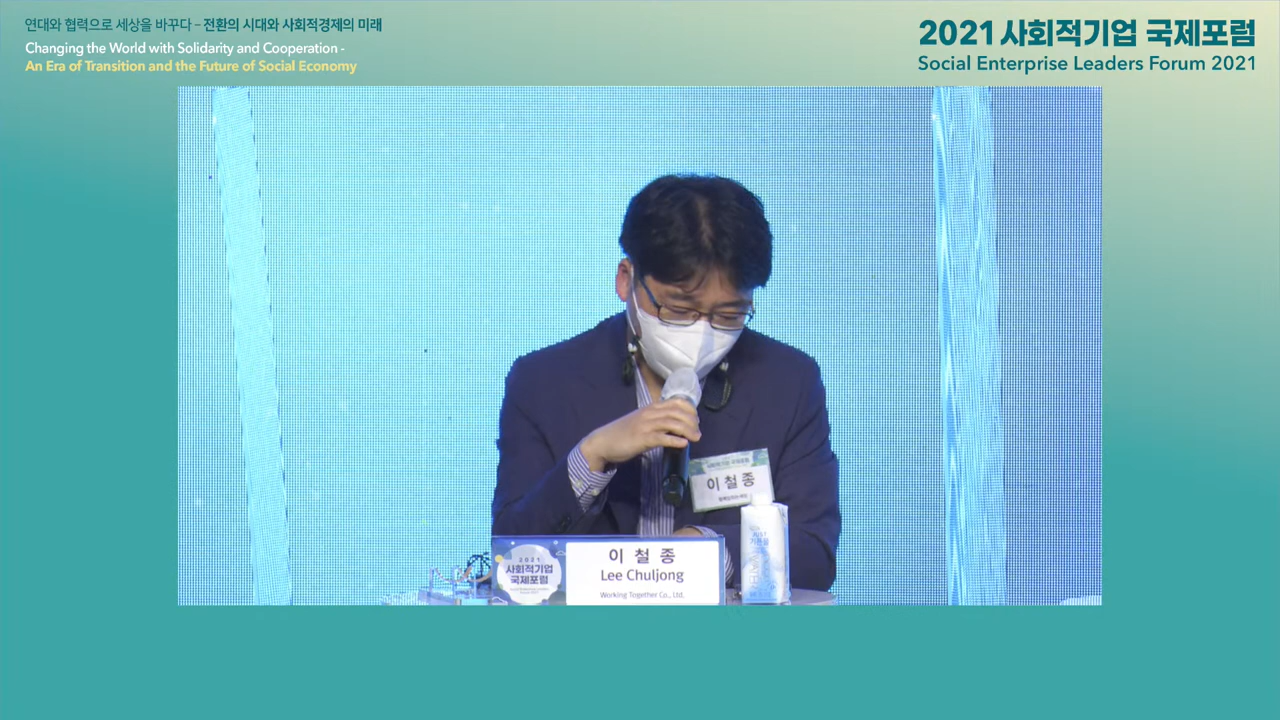 연대와 협력으로 세상을 바꾸다 – 전환의 시대와 사회적경제의 미래
Changing the World with Solidarity and Cooperation -
An Era of Transition and the Future of Social Economy
2021 사회적기업 국제포럼
Social Enterprise Leaders Forum 2021
이철종
2021
사회적기업
국제포럼
이 철 종
Lee Chuljong
Working Together Co., Ltd.